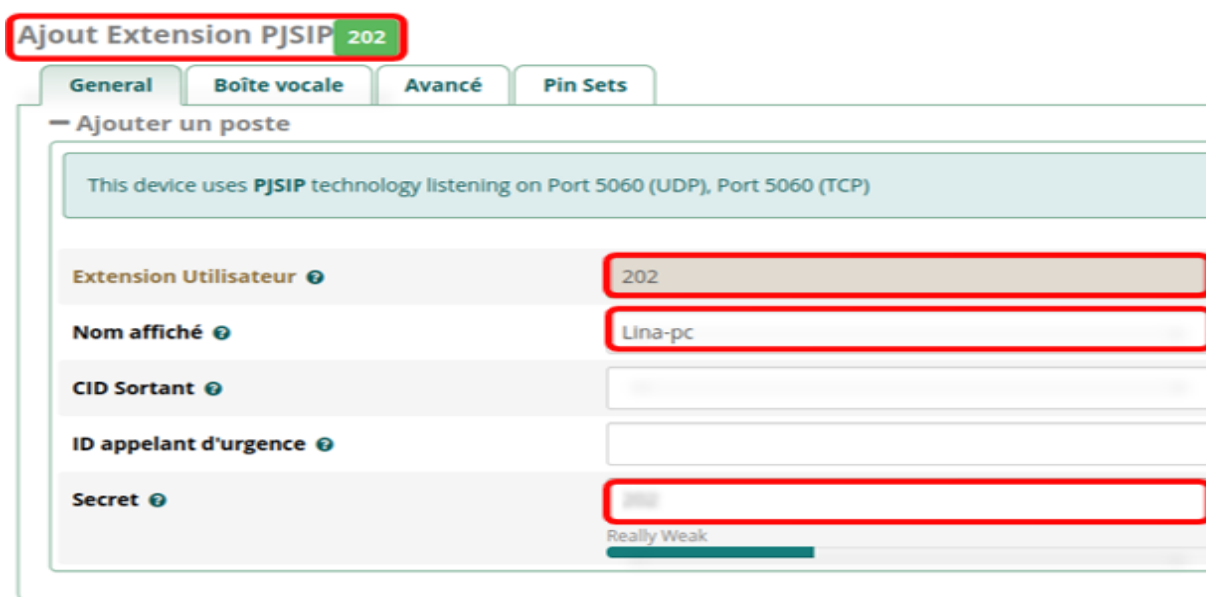 Ajout Extension PJSIP 202
General Boîte vocale Avancé Pin Sets
Ajouter un poste
This device uses PJSIP technology listening on Port 5060 (UDP), Port 5060 (TCP)
Extension Utilisateur 202
Nom affiché Lina-pc
CID Sortant
ID appelant d'urgence
Secret
Really Weak